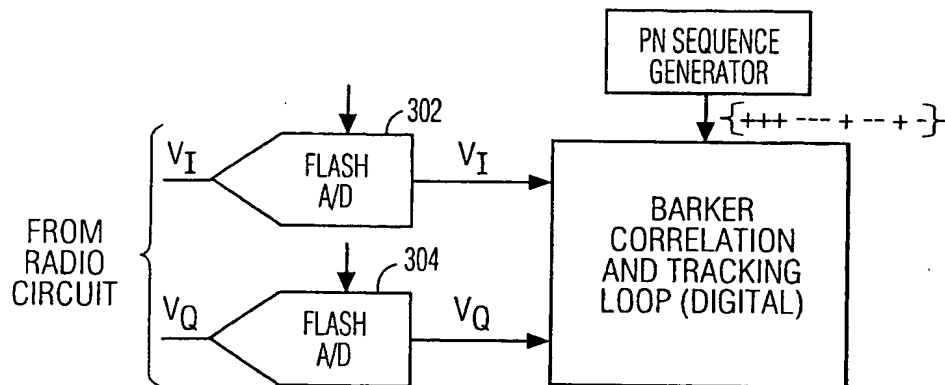 PN SEQUENCE
GENERATOR
{+++ --- + -- + -}
302
V_I
FLASH
A/D
V_I
FROM
RADIO
CIRCUIT
BARKER
CORRELATION
AND TRACKING
LOOP (DIGITAL)
304
V_Q
FLASH
A/D
V_Q